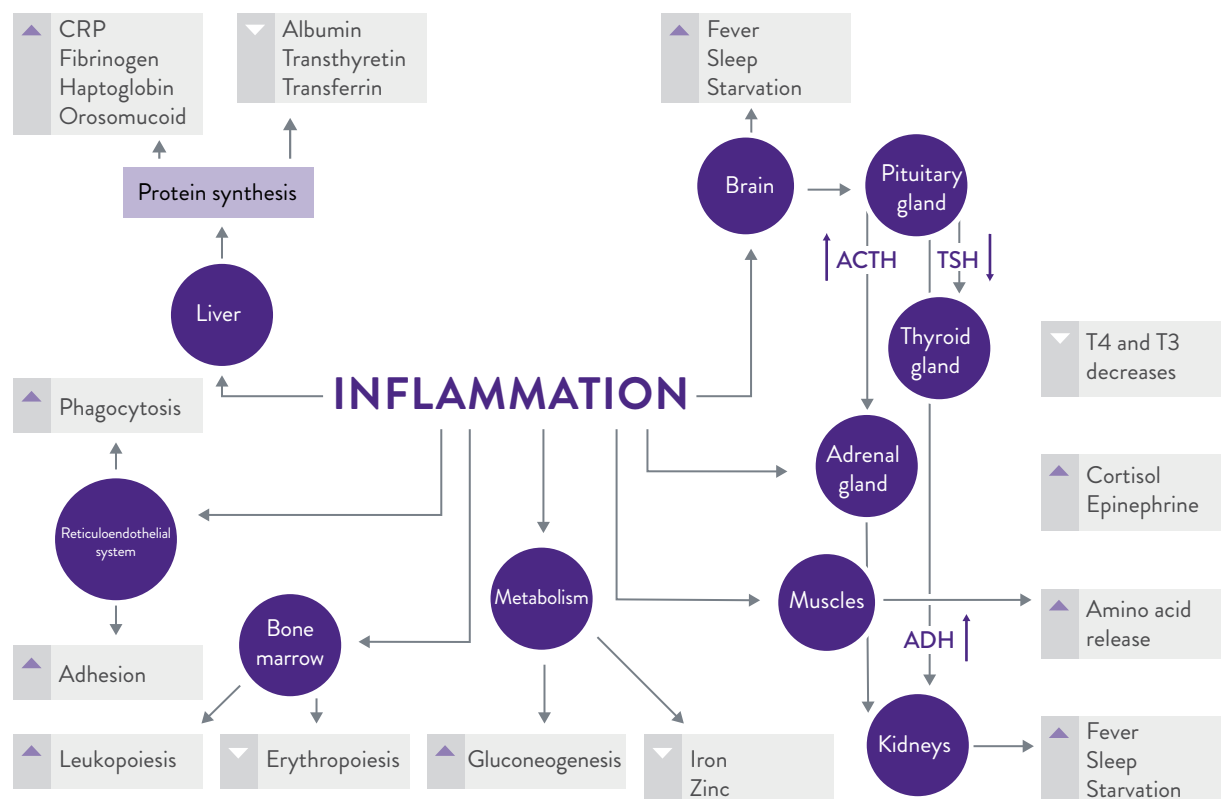 CRP
Fibrinogen
Haptoglobin
Orosomucoid
Albumin
Transthyretin
Transferrin
Fever
Sleep
Starvation
Protein synthesis
Brain
Pituitary
gland
ACTH
TSH
Liver
Thyroid
gland
T4 and T3
decreases
INFLAMMATION
Phagocytosis
Adrenal
gland
Cortisol
Epinephrine
Reticuloendothelial
system
Metabolism
Muscles
Amino acid
release
Bone
marrow
ADH
Adhesion
Kidneys
Fever
Sleep
Starvation
Leukopoiesis
Erythropoiesis
Gluconeogenesis
Iron
Zinc